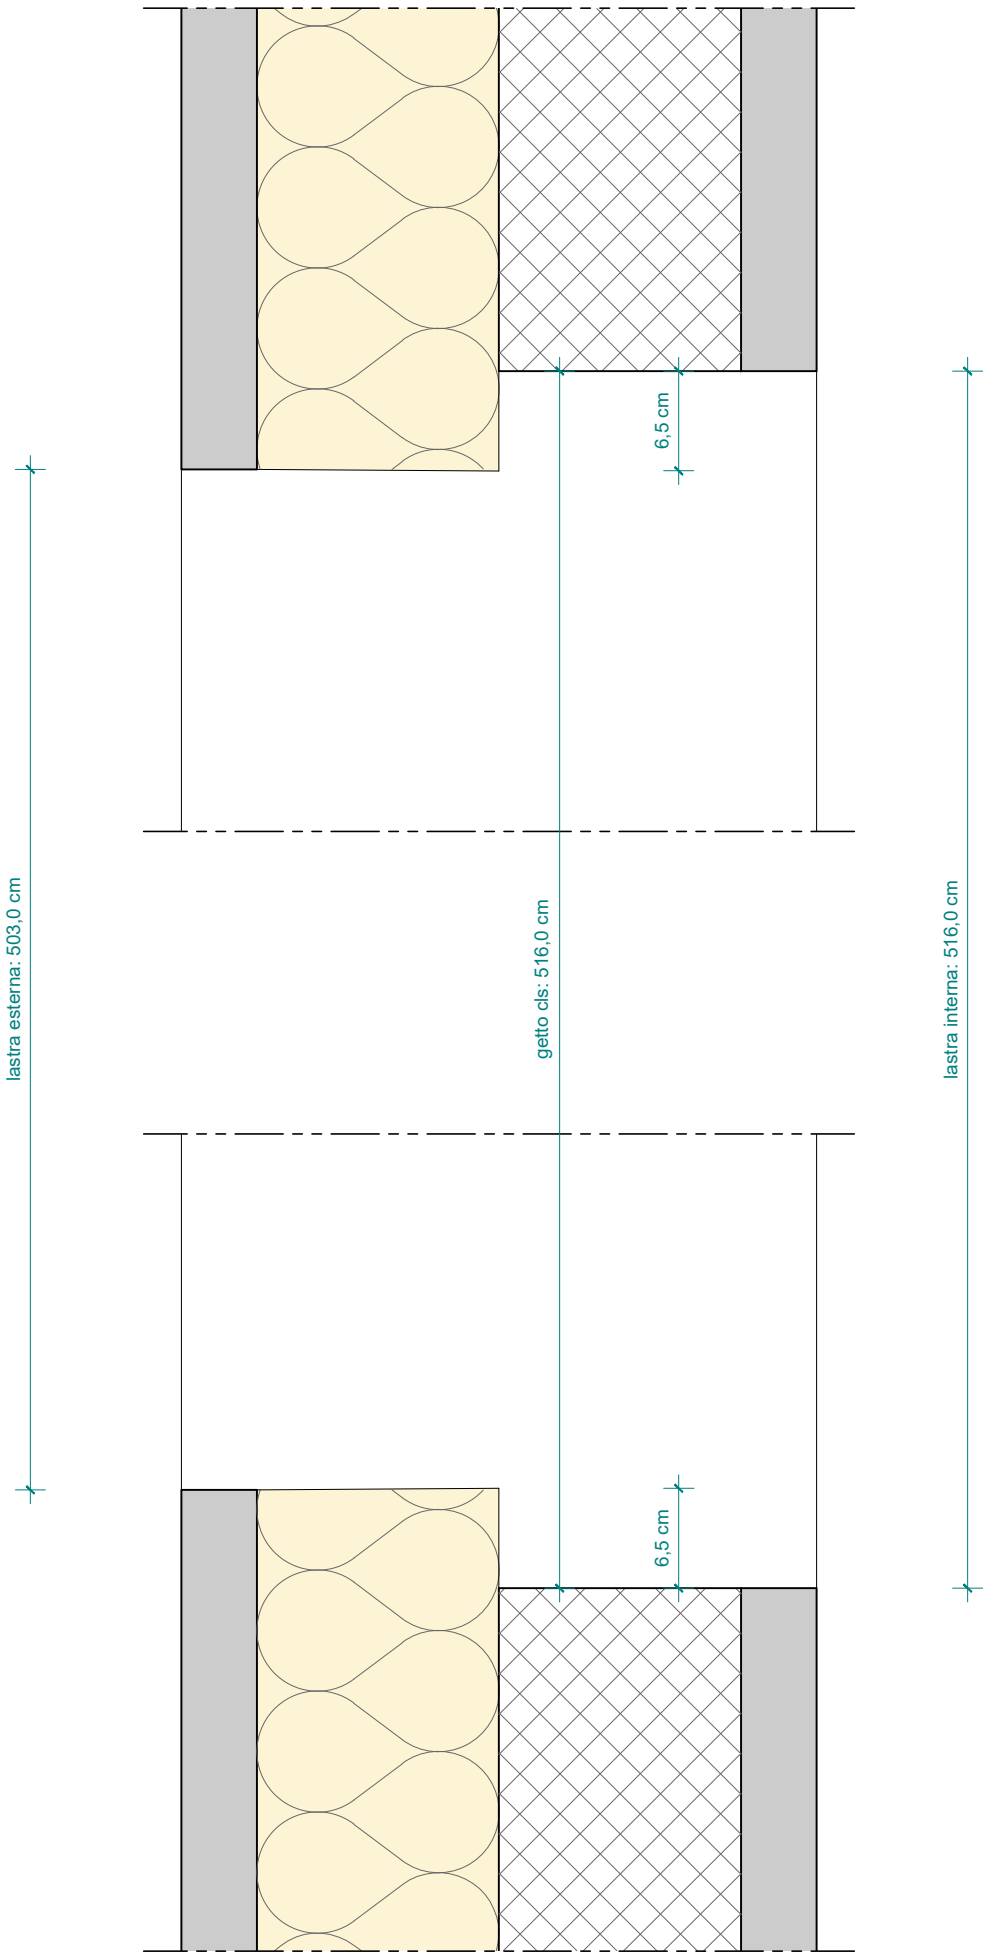 6,5 cm
lastra esterna: 503,0 cm
getto cls: 516,0 cm
lastra interna: 516,0 cm
6,5 cm